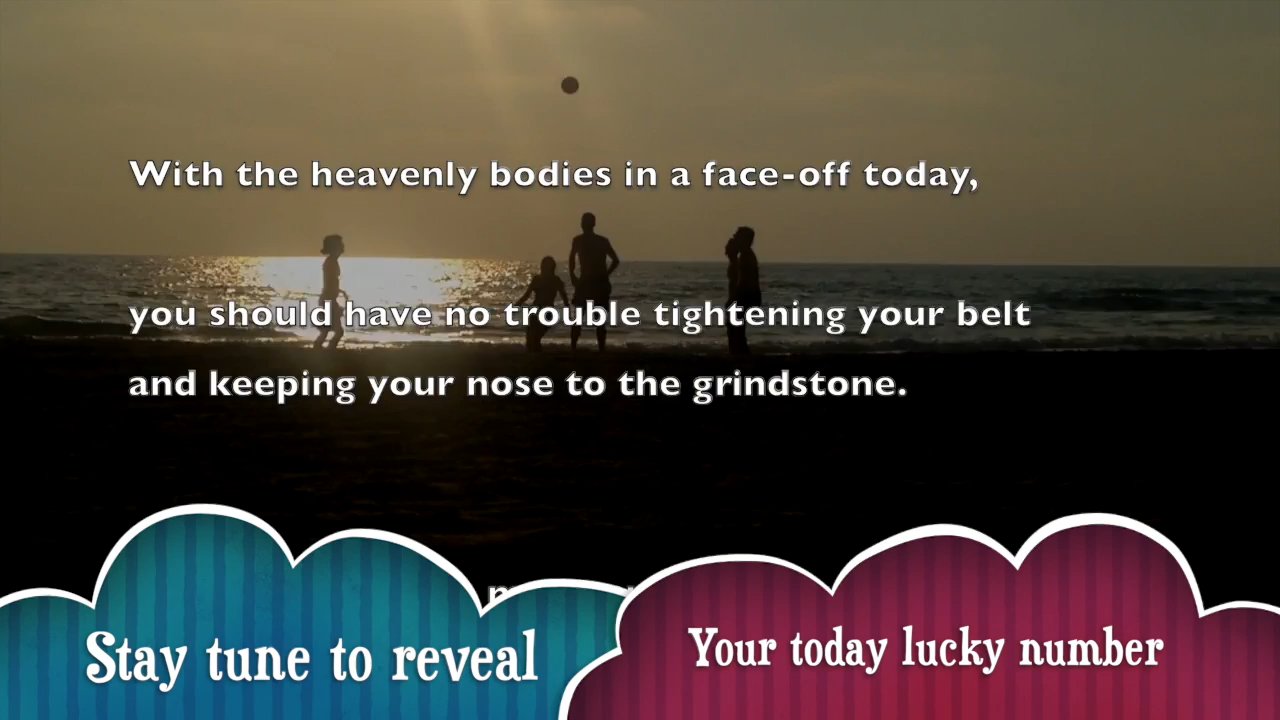 With the heavenly bodies in a face-off today,
you should have no trouble tightening your belt
and keeping your nose to the grindstone.
Stay tune to reveal
Your today lucky number